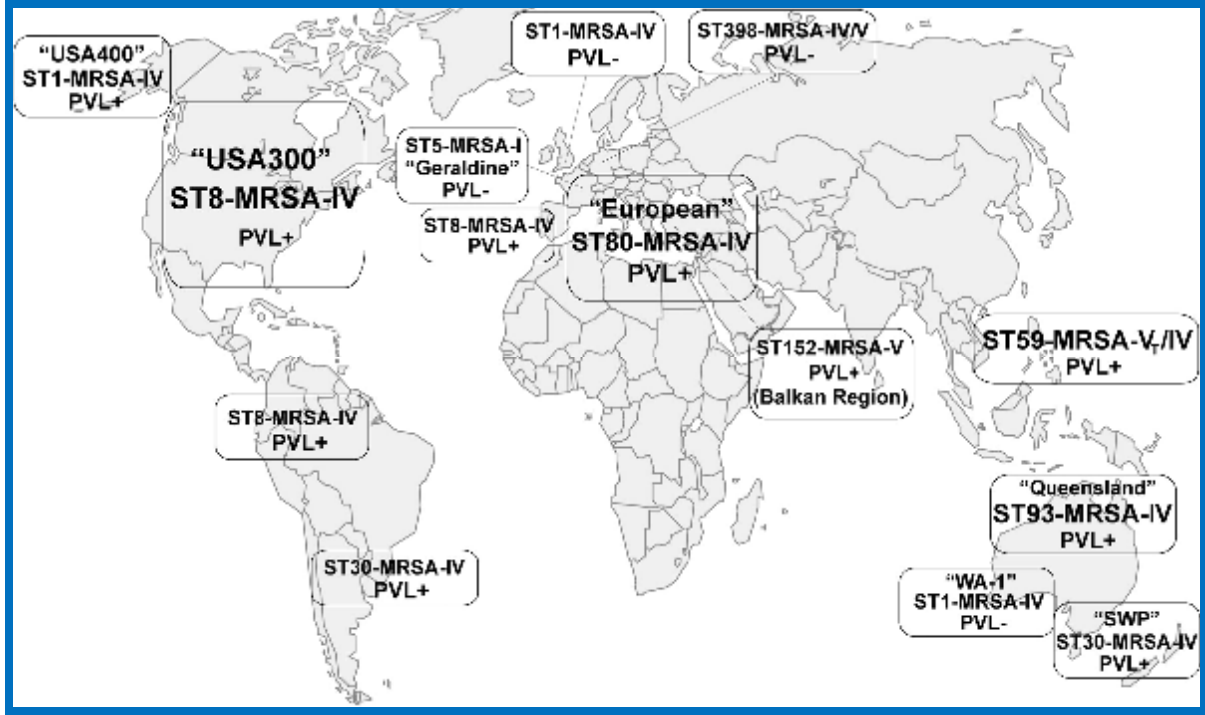 “USA400”
ST1-MRSA-IV
PVL+
ST1-MRSA-IV
PVL-
ST398-MRSA-IV/V
PVL-
“USA300”
ST8-MRSA-IV
PVL+
ST5-MRSA-I
“Geraldine”
PVL-
ST8-MRSA-IV
PVL+
“European”
ST80-MRSA-IV
PVL+
ST152-MRSA-V
PVL+
(Balkan Region)
ST59-MRSA-VT/IV
PVL+
ST8-MRSA-IV
PVL+
ST30-MRSA-IV
PVL+
“Queensland”
ST93-MRSA-IV
PVL+
“WA-1”
ST1-MRSA-IV
PVL-
“SWP”
ST30-MRSA-IV
PVL+